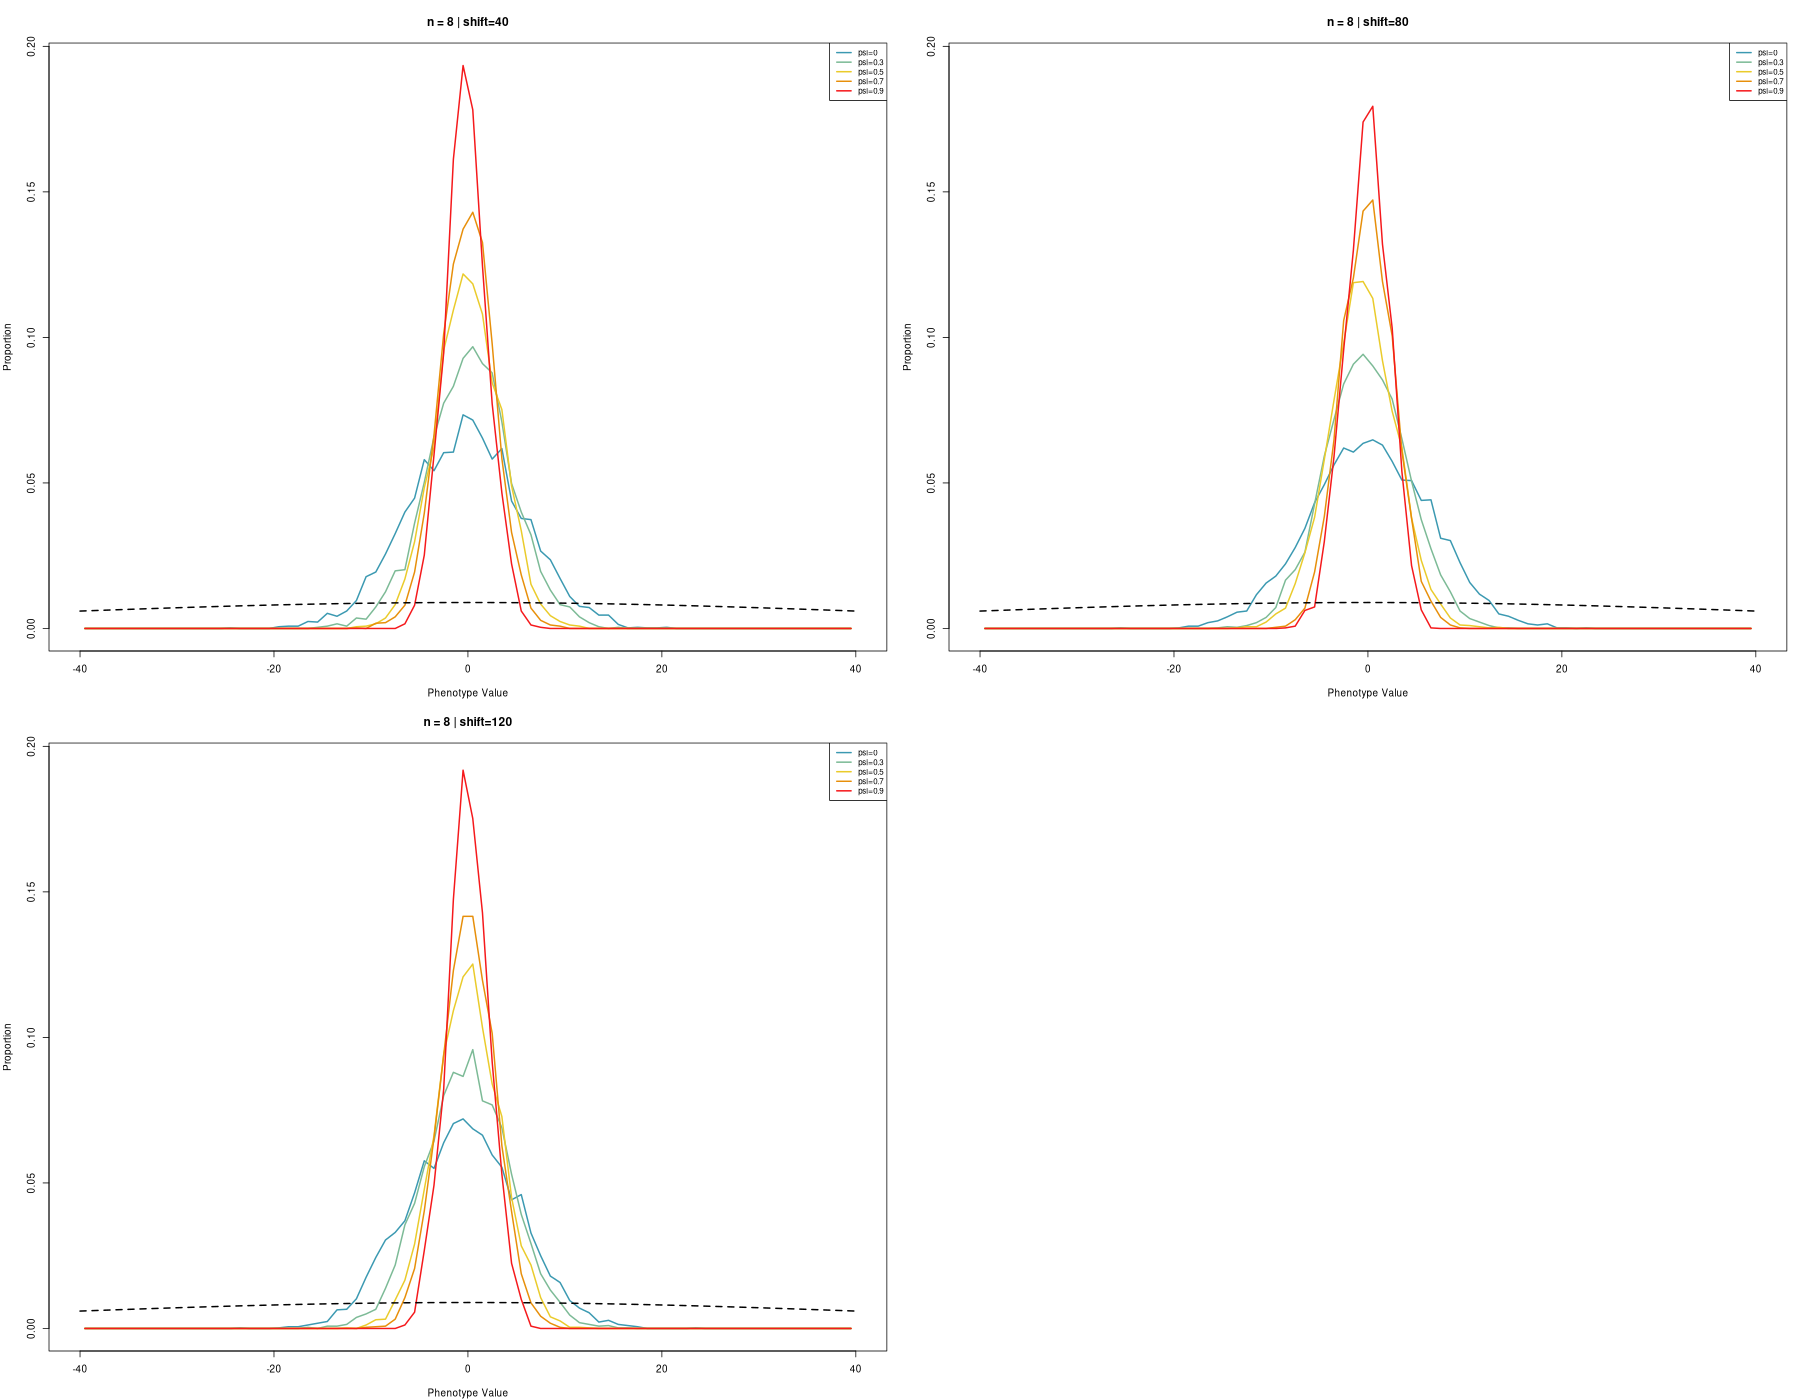 n = 8 | shift=40
Proportion
0.00
0.05
0.10
0.15
0.20
psi=0
psi=0.3
psi=0.5
psi=0.7
psi=0.9
-40
-20
0
20
40
Phenotype Value
n = 8 | shift=80
Proportion
0.00
0.05
0.10
0.15
0.20
psi=0
psi=0.3
psi=0.5
psi=0.7
psi=0.9
-40
-20
0
20
40
Phenotype Value
n = 8 | shift=120
Proportion
0.00
0.05
0.10
0.15
0.20
psi=0
psi=0.3
psi=0.5
psi=0.7
psi=0.9
-40
-20
0
20
40
Phenotype Value